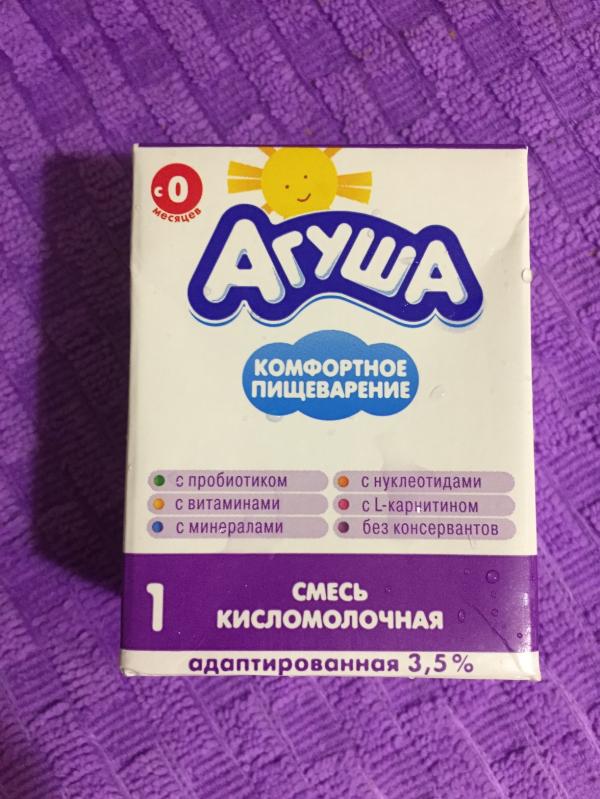 с 0
месяцев
Агуша
КОМФОРТНОЕ
ПИЩЕВАРЕНИЕ
с пробиотиком
с нуклеотидами
с витаминами
с L-карнитином
с минералами
без консервантов
1
СМЕСЬ
КИСЛОМОЛОЧНАЯ
адаптированная 3,5%